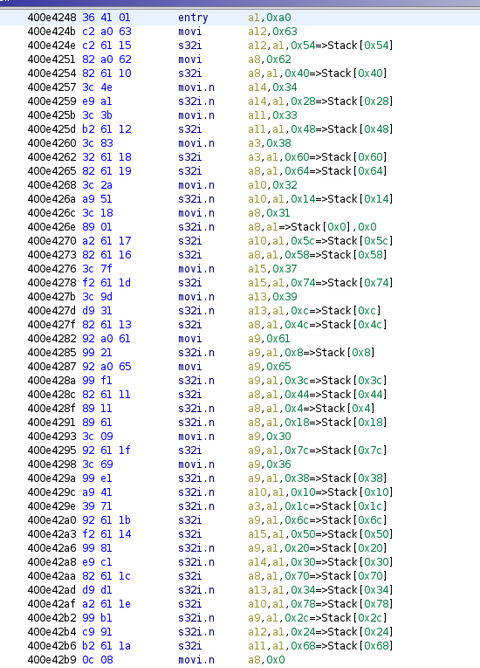 400e4248 36 41 01 entry a1,0xa0
400e424b c2 a0 63 movi a12,0x63
400e424e c2 61 15 s32i a12,a1,0x54=>Stack[0x54]
400e4251 82 a0 62 movi a8,0x62
400e4254 82 61 10 s32i a8,a1,0x40=>Stack[0x40]
400e4257 3c 4e movi.n a14,0x34
400e4259 e9 a1 s32i.n a14,a1,0x28=>Stack[0x28]
400e425b 3c 3b movi.n a11,0x33
400e425d b2 61 12 s32i a11,a1,0x48=>Stack[0x48]
400e4260 3c 83 movi.n a3,0x38
400e4262 32 61 18 s32i a3,a1,0x60=>Stack[0x60]
400e4265 82 61 19 s32i a8,a1,0x64=>Stack[0x64]
400e4268 3c 2a movi.n a10,0x32
400e426a a9 51 s32i.n a10,a1,0x14=>Stack[0x14]
400e426c 3c 18 movi.n a8,0x31
400e426e 89 01 s32i.n a8,a1=>Stack[0x0],0x0
400e4270 a2 61 17 s32i a10,a1,0x5c=>Stack[0x5c]
400e4273 82 61 16 s32i a8,a1,0x58=>Stack[0x58]
400e4276 3c 7f movi.n a15,0x37
400e4278 f2 61 1d s32i a15,a1,0x74=>Stack[0x74]
400e427b 3c 9d movi.n a13,0x39
400e427d d9 31 s32i.n a13,a1,0xc=>Stack[0xc]
400e427f 82 61 13 s32i a8,a1,0x4c=>Stack[0x4c]
400e4282 92 a0 61 movi a9,0x61
400e4285 99 21 s32i.n a9,a1,0x8=>Stack[0x8]
400e4287 92 a0 65 movi a9,0x65
400e428a 99 f1 s32i.n a9,a1,0x3c=>Stack[0x3c]
400e428c 82 61 11 s32i a8,a1,0x44=>Stack[0x44]
400e428f 89 11 s32i.n a8,a1,0x4=>Stack[0x4]
400e4291 89 61 s32i.n a8,a1,0x18=>Stack[0x18]
400e4293 3c 09 movi.n a9,0x30
400e4295 92 61 1f s32i a9,a1,0x7c=>Stack[0x7c]
400e4298 3c 69 movi.n a9,0x36
400e429a 99 e1 s32i.n a9,a1,0x38=>Stack[0x38]
400e429c a9 41 s32i.n a10,a1,0x10=>Stack[0x10]
400e429e 39 71 s32i.n a3,a1,0x1c=>Stack[0x1c]
400e42a0 92 61 1b s32i a9,a1,0x6c=>Stack[0x6c]
400e42a3 f2 61 14 s32i a15,a1,0x50=>Stack[0x50]
400e42a6 99 81 s32i.n a9,a1,0x20=>Stack[0x20]
400e42a8 e9 c1 s32i.n a14,a1,0x30=>Stack[0x30]
400e42aa 82 61 1c s32i a8,a1,0x70=>Stack[0x70]
400e42ad d9 d1 s32i.n a13,a1,0x34=>Stack[0x34]
400e42af a2 61 1e s32i a10,a1,0x78=>Stack[0x78]
400e42b2 99 b1 s32i.n a9,a1,0x2c=>Stack[0x2c]
400e42b4 c9 91 s32i.n a12,a1,0x24=>Stack[0x24]
400e42b6 b2 61 1a s32i a11,a1,0x68=>Stack[0x68]
400e42b9 0c 08 movi.n a8,0x0